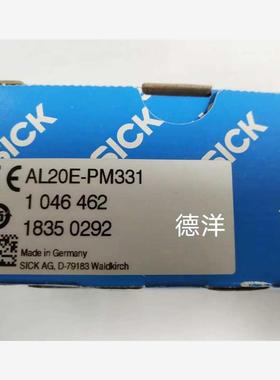 SICK
SICK
SICK
CE AL20E-PM331
1 046 462
1835 0292
德洋
Made in Germany
SICK AG, D-79183 Waldkirch